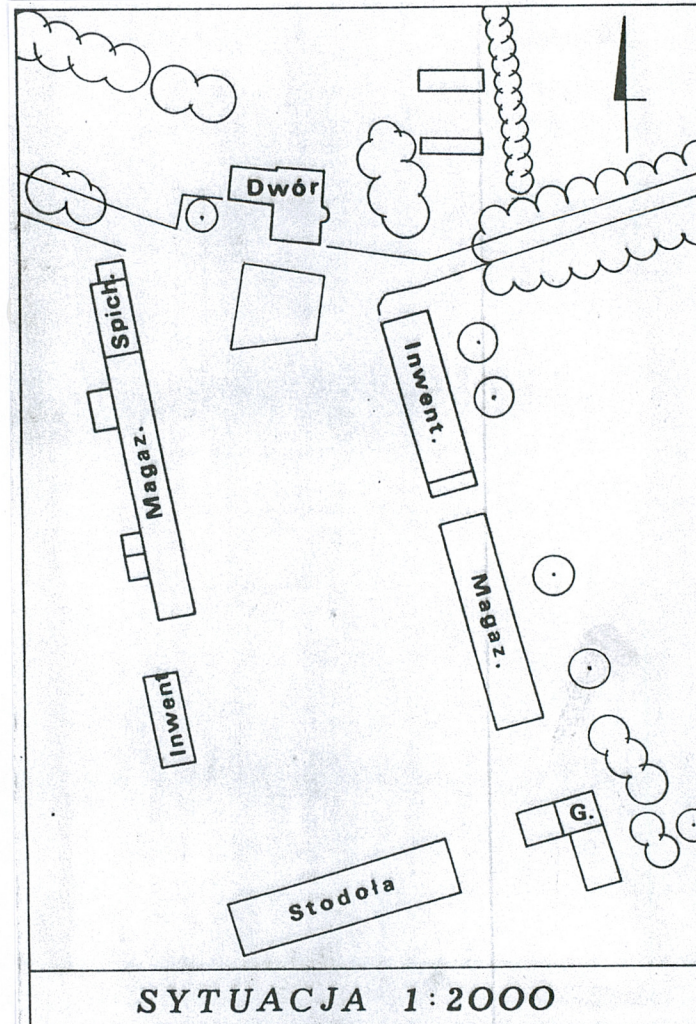 Dwór
Spich.
Inwent.
Magaz.
Magaz.
Inwent
G.
Stodoła
SYTUACJA 1:2000